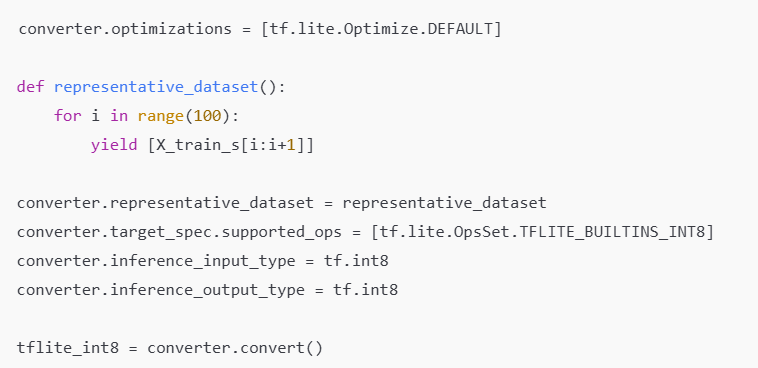 converter.optimizations = [tf.lite.Optimize.DEFAULT]
def representative_dataset():
    for i in range(100):
        yield [X_train_s[i:i+1]]
converter.representative_dataset = representative_dataset
converter.target_spec.supported_ops = [tf.lite.OpsSet.TFLITE_BUILTINS_INT8]
converter.inference_input_type = tf.int8
converter.inference_output_type = tf.int8
tflite_int8 = converter.convert()